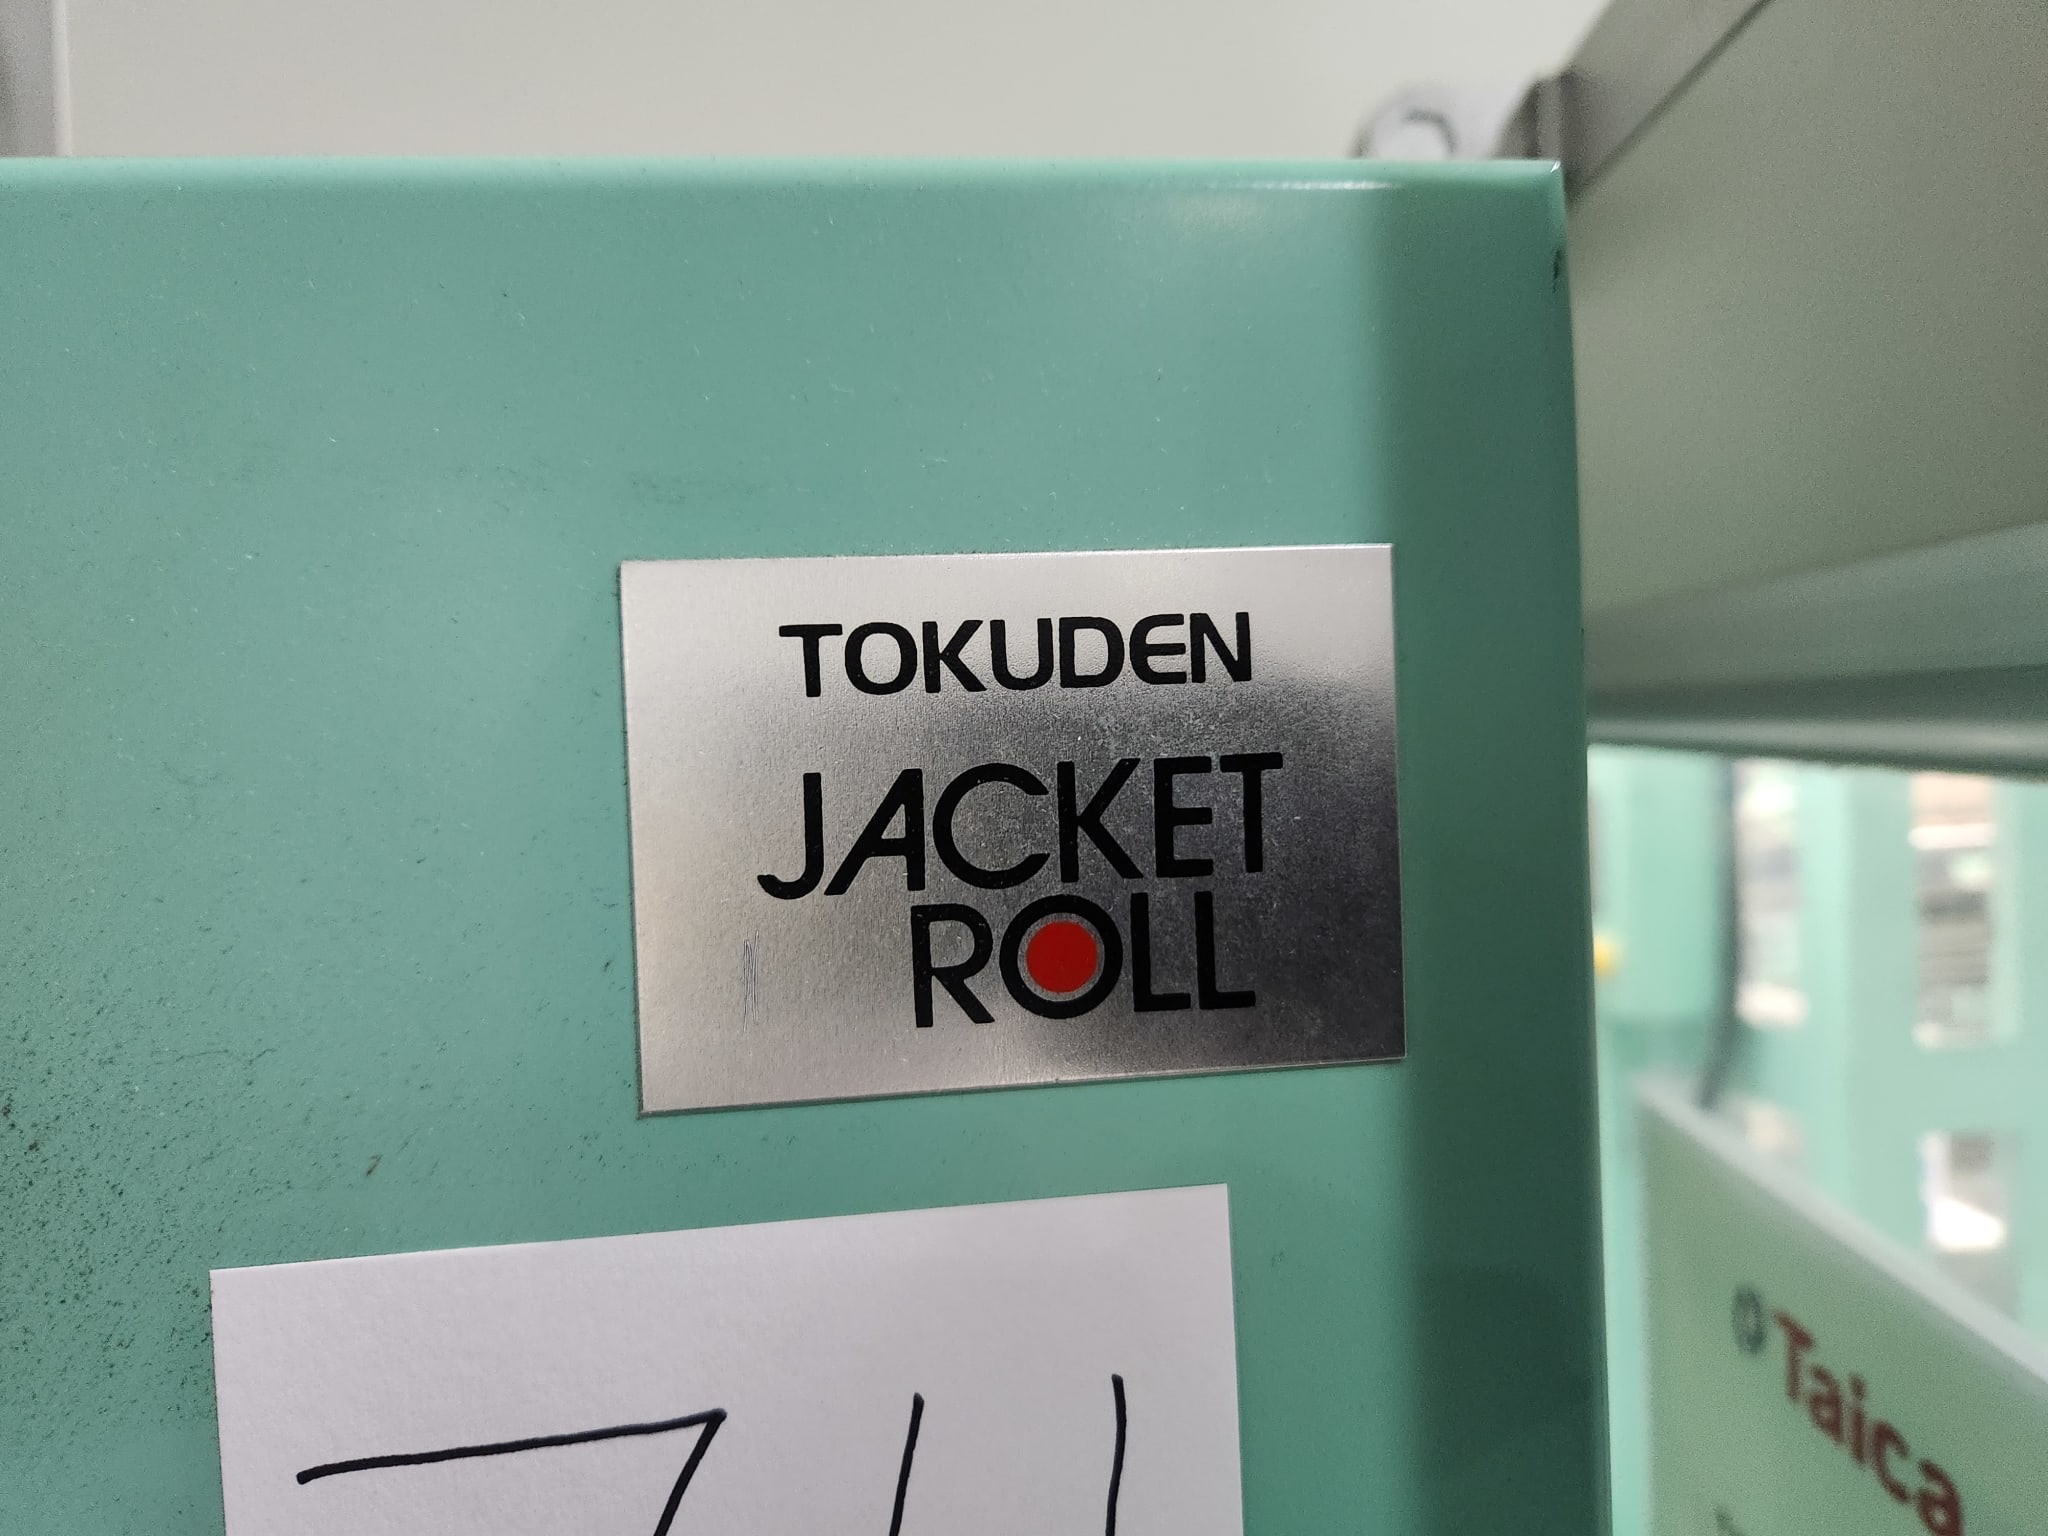 TOKUDEN
JACKET
ROLL
Taica